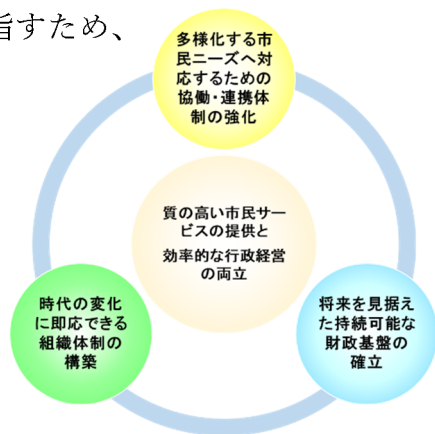 指すため、
多様化する市
民ニーズへ対
応するための
協働・連携体
制の強化
質の高い市民サー
ビスの提供と
効率的な行政経営
の両立
時代の変化
に即応できる
組織体制の
構築
将来を見据え
た持続可能な
財政基盤の
確立